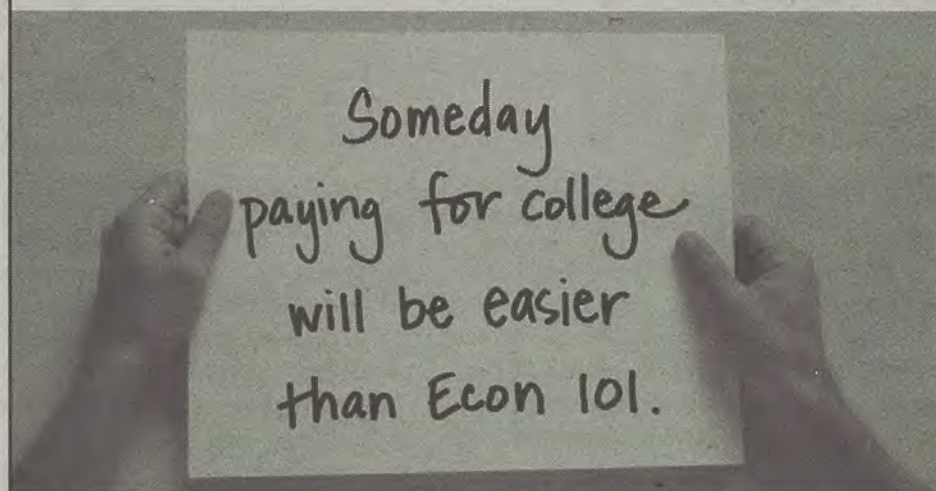 Someday
paying for college
will be easier
than Econ 101.